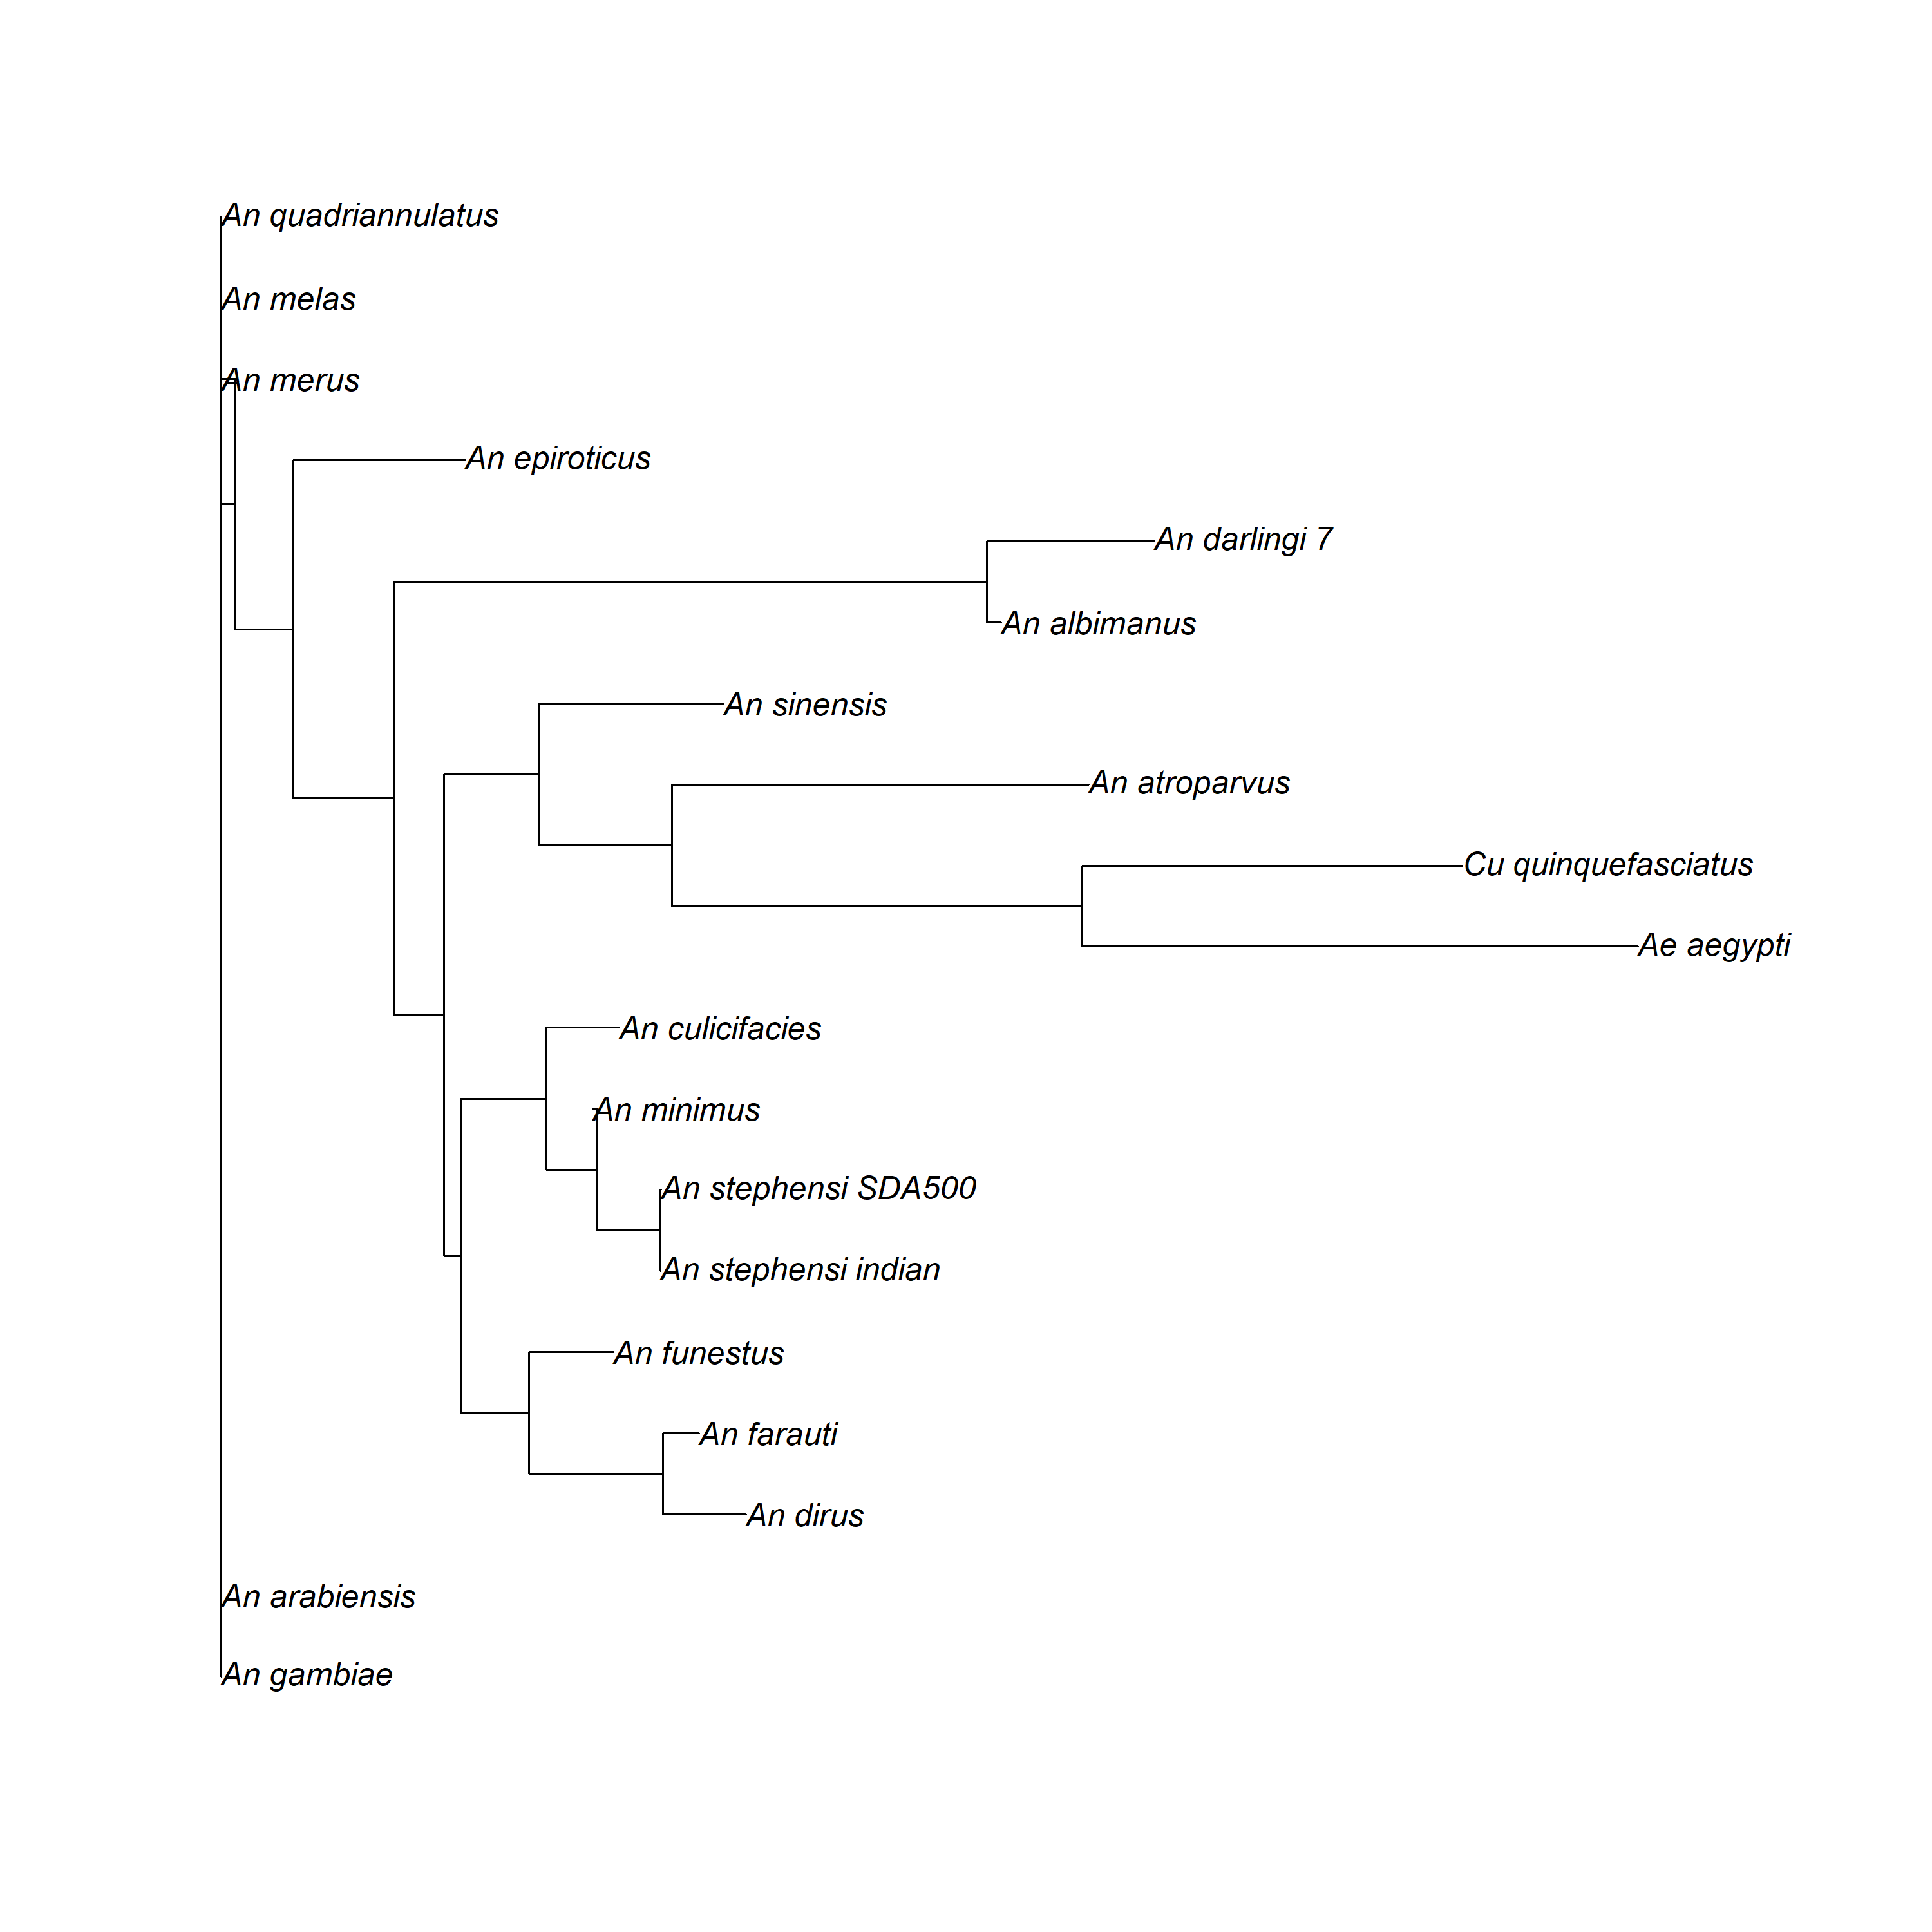 An quadriannulatus
An melas
An merus
An epiroticus
An darlingi 7
An albimanus
An sinensis
An atroparvus
Cu quinquefasciatus
Ae aegypti
An culicifacies
An minimus
An stephensi SDA500
An stephensi indian
An funestus
An farauti
An dirus
An arabiensis
An gambiae